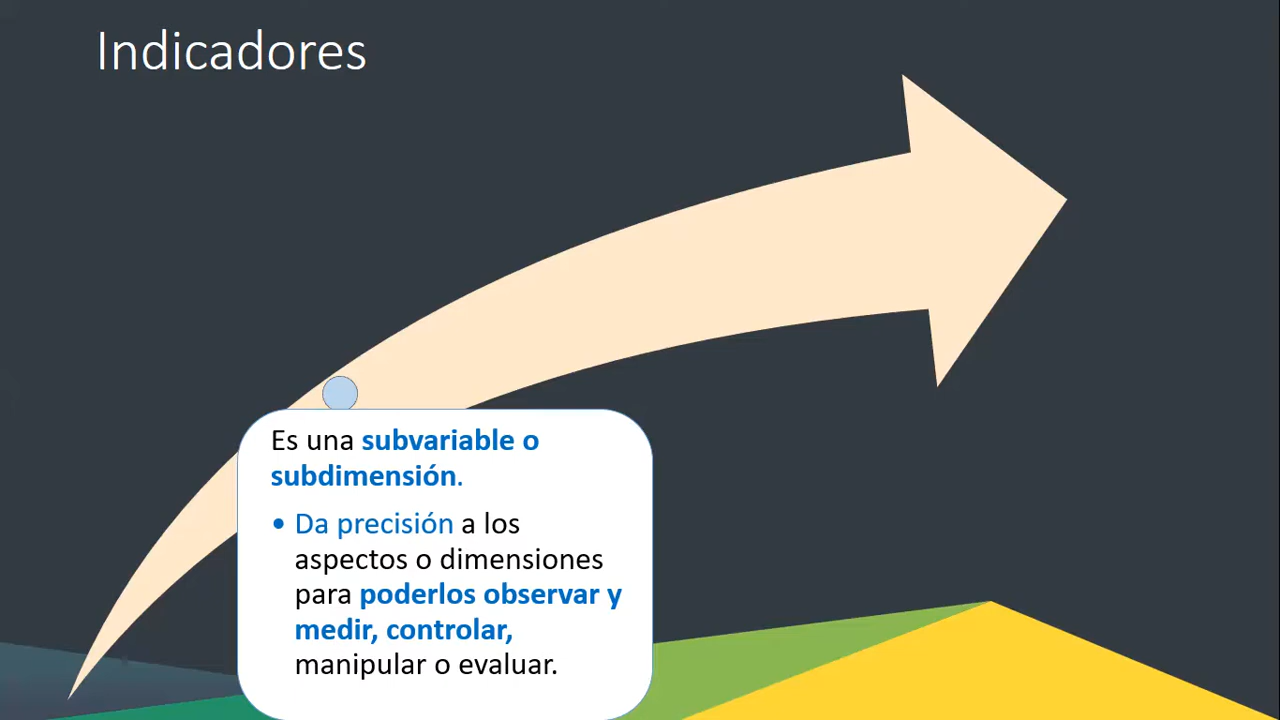 Indicadores
Es una subvariable o
subdimensión.
• Da precisión a los
aspectos o dimensiones
para poderlos observar y
medir, controlar,
manipular o evaluar.